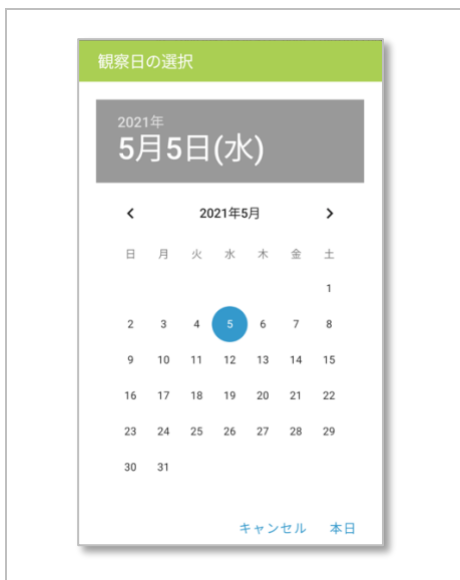 観察日の選択
2021年
5月5日(水)
2021年5月
日 月 火 水 木 金 土
1
2 3 4 5 6 7 8
9 10 11 12 13 14 15
16 17 18 19 20 21 22
23 24 25 26 27 28 29
30 31
キャンセル 本日